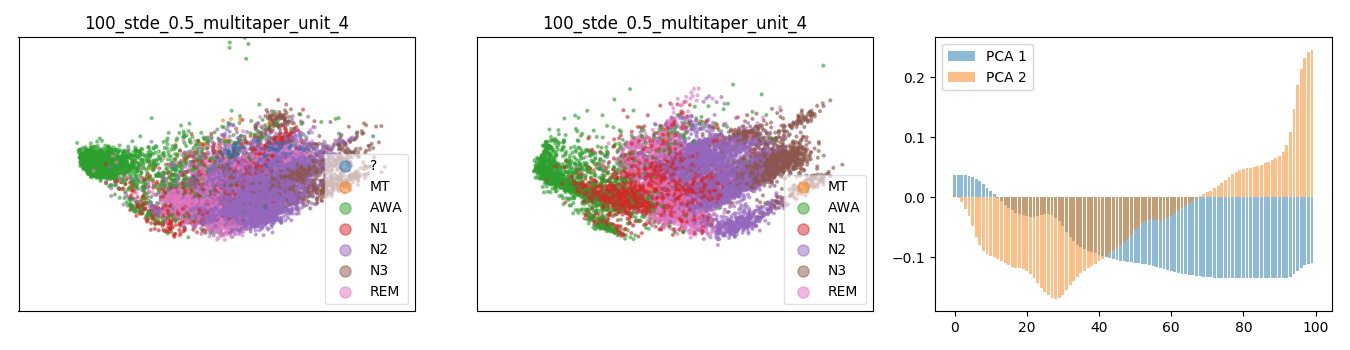 100_stde_0.5_multitaper_unit_4
?
MT
AWA
N1
N2
N3
REM
100_stde_0.5_multitaper_unit_4
MT
AWA
N1
N2
N3
REM
PCA 1
PCA 2
0.2
0.1
0.0
−0.1
0
20
40
60
80
100